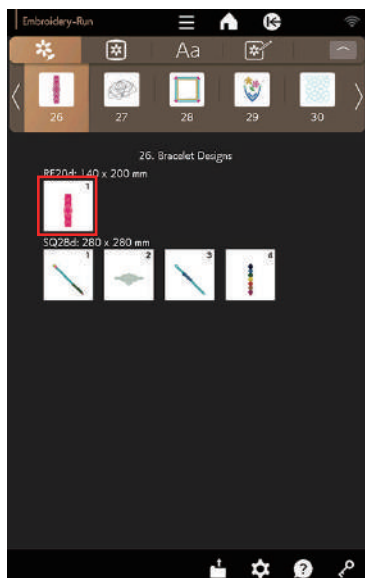 Embroidery-Run
Aa
26 27 28 29 30
26. Bracelet Designs
RE20d: 140 x 200 mm
1
SQ28d: 280 x 280 mm
1 2 3 4